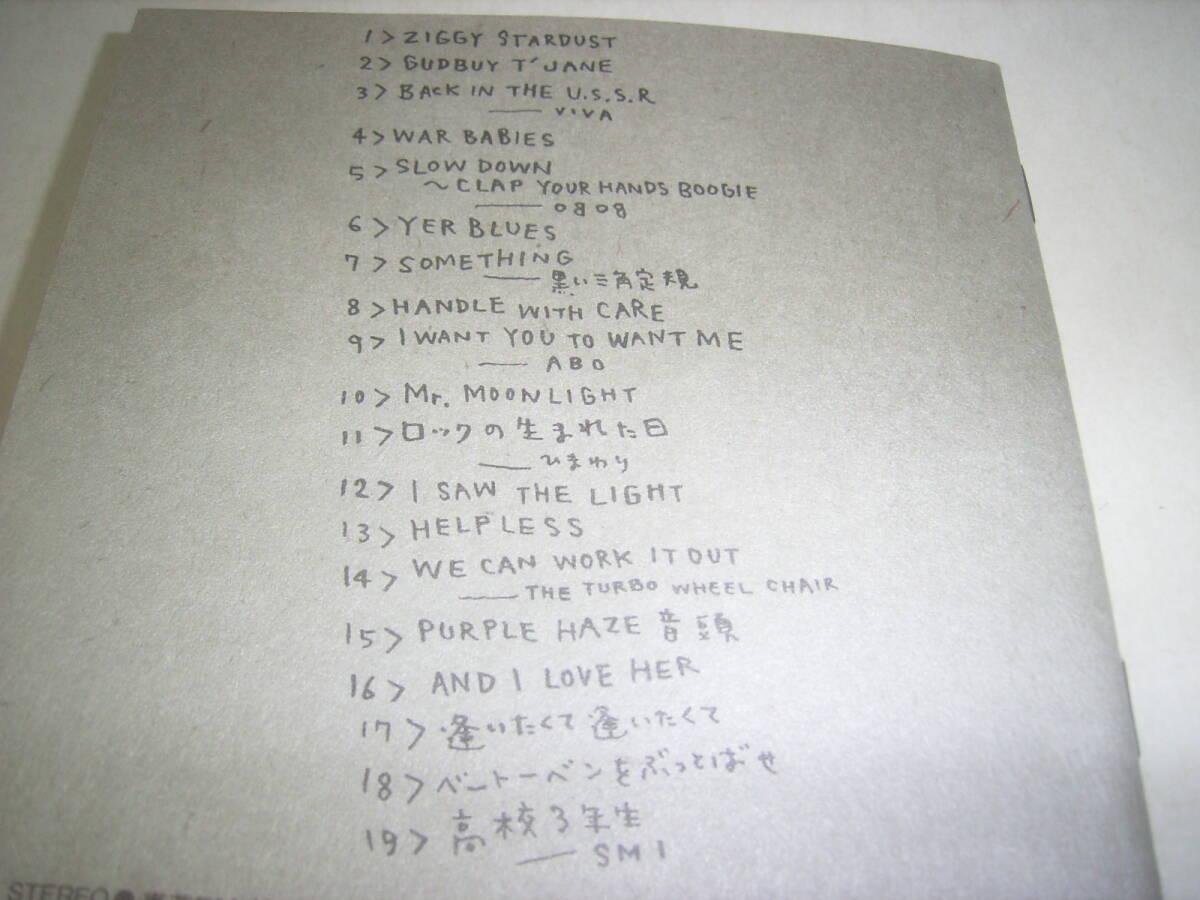 1>ZIGGY STARDUST
2>GUDBUY T'JANE
3>BACK IN THE U.S.S.R
——VIVA
4>WAR BABIES
5>SLOW DOWN
~CLAP YOUR HANDS BOOGIE
——0808
6>YER BLUES
7>SOMETHING
——黒い三角定規
8>HANDLE WITH CARE
9>I WANT YOU TO WANT ME
——ABO
10>Mr. MOONLIGHT
11>ロックの生まれた日
——ひまわり
12>I SAW THE LIGHT
13>HELPLESS
14>WE CAN WORK IT OUT
——THE TURBO WHEEL CHAIR
15>PURPLE HAZE 音頭
16>AND I LOVE HER
17>逢いたくて逢いたくて
18>ベートーベンをぶっとばせ
19>高校3年生
——SMI
STEREO